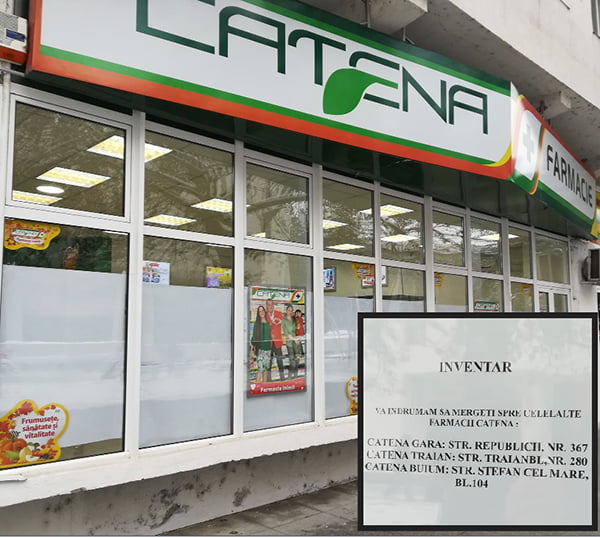 CATENA
FARMACIE
CATENA
Farmacia inimii
Frumusețe,
sănătate și
vitalitate
INVENTAR
VA INDRUMAM SA MERGETI SPRE CELELALTE
FARMACII CATENA :
CATENA GARA: STR. REPUBLICII, NR. 367
CATENA TRAIAN: STR. TRAIANBL,NR. 280
CATENA BUIUM: STR. STEFAN CEL MARE,
BL.104